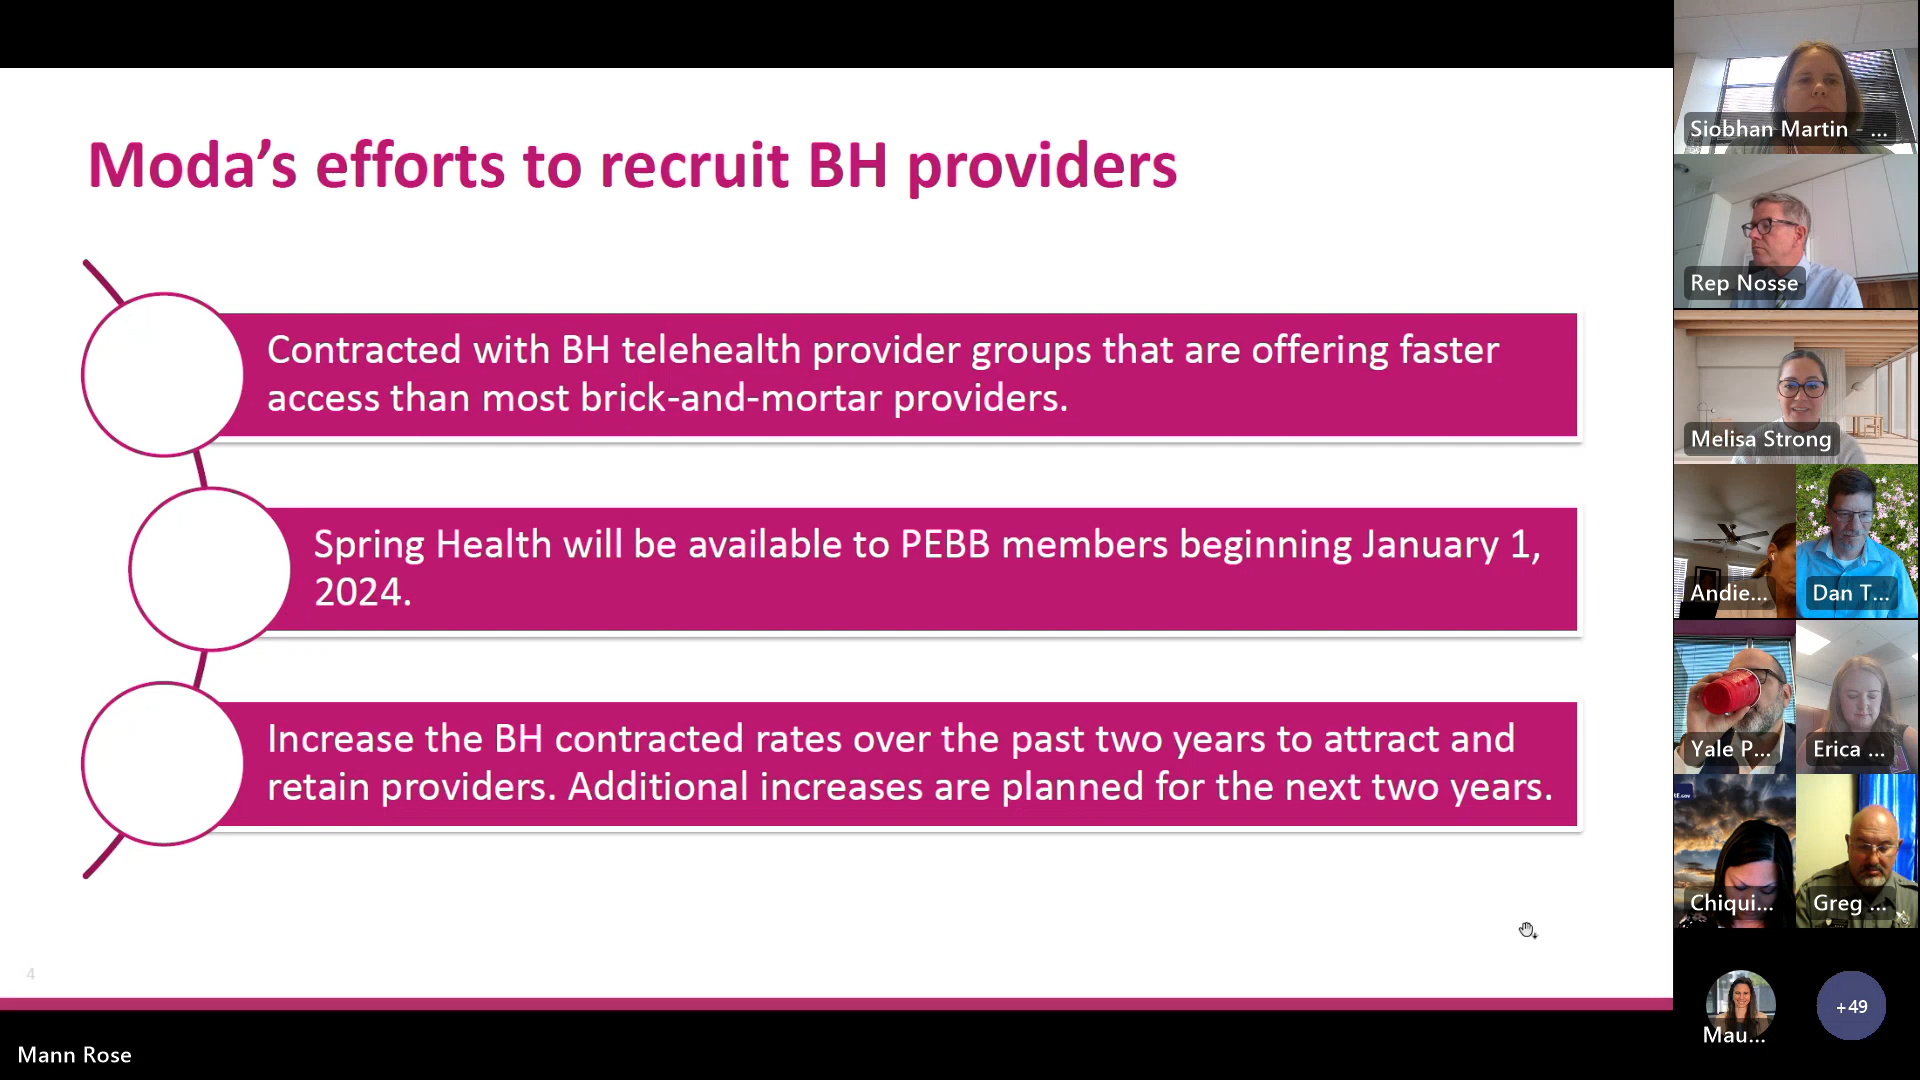 Moda’s efforts to recruit BH providers
Contracted with BH telehealth provider groups that are offering faster
access than most brick-and-mortar providers.
Spring Health will be available to PEBB members beginning January 1,
2024.
Increase the BH contracted rates over the past two years to attract and
retain providers. Additional increases are planned for the next two years.
4
Mann Rose
Siobhan Martin - ...
Rep Nosse
Melisa Strong
Andie...
Dan T...
Yale P...
Erica ...
Chiqui...
Greg ...
Mau...
+49